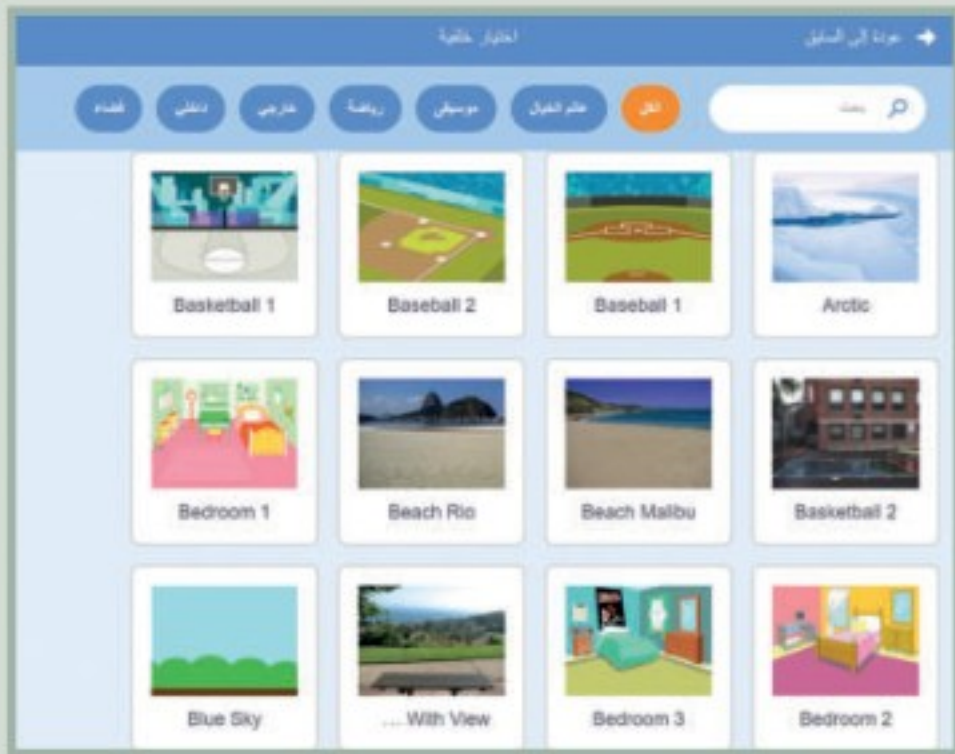 عودة إلى السابق
اختيار خلفية
بحث
الكل
عالم الخيال
موسيقى
رياضة
خارجي
داخلي
فضاء
Arctic
Baseball 1
Baseball 2
Basketball 1
Basketball 2
Beach Malibu
Beach Rio
Bedroom 1
Bedroom 2
Bedroom 3
... With View
Blue Sky